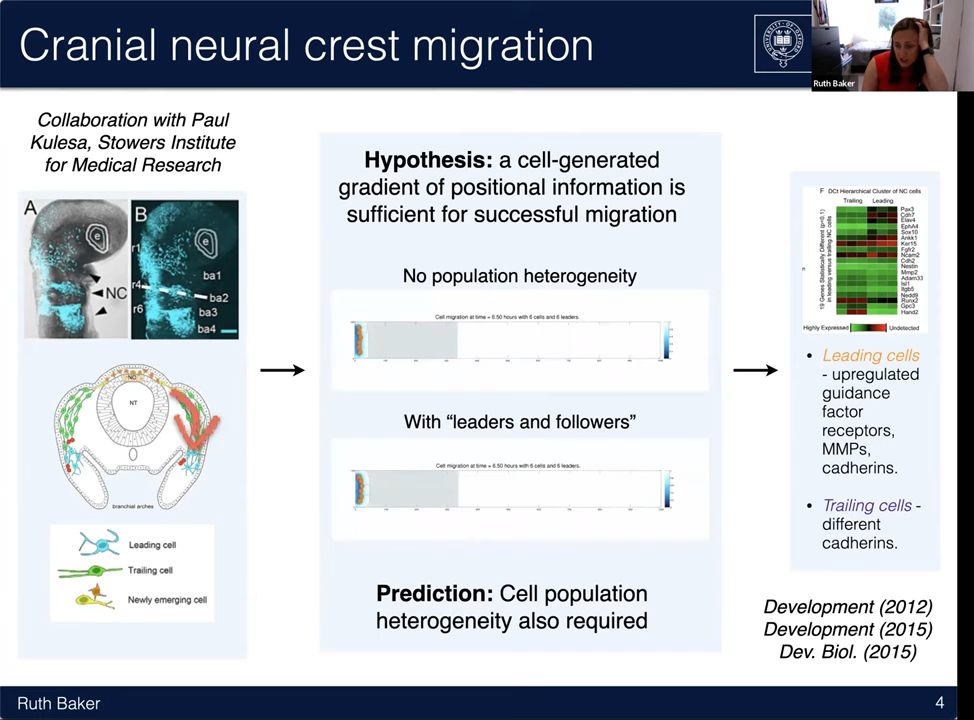 Cranial neural crest migration
Ruth Baker
Collaboration with Paul
Kulesa, Stowers Institute
for Medical Research
A
B
e
e
r1
r4
r6
NC
ba1
ba2
ba3
ba4
NC
NT
branchial arches
Leading cell
Trailing cell
Newly emerging cell
Hypothesis: a cell-generated
gradient of positional information is
sufficient for successful migration
No population heterogeneity
Cell migration at time = 6.50 hours with 6 cells and 6 leaders.
With “leaders and followers”
Cell migration at time = 6.50 hours with 6 cells and 6 leaders.
Prediction: Cell population
heterogeneity also required
F DCt Hierarchical Cluster of NC cells
Trailing Leading
19 Genes Statistically Different (p<0.1)
in leading versus trailing NC cells
Pax3
Cdh7
Elav4
EphA4
Sox10
Ankk1
Ker15
Fgfr2
Ncam2
Cdh2
Nestin
Mmp2
Adam33
Isl1
Itgb5
Nedd9
Runx2
Gpc3
Hand2
Highly Expressed Undetected
• Leading cells
- upregulated
guidance
factor
receptors,
MMPs,
cadherins.
• Trailing cells -
different
cadherins.
Development (2012)
Development (2015)
Dev. Biol. (2015)
Ruth Baker
4